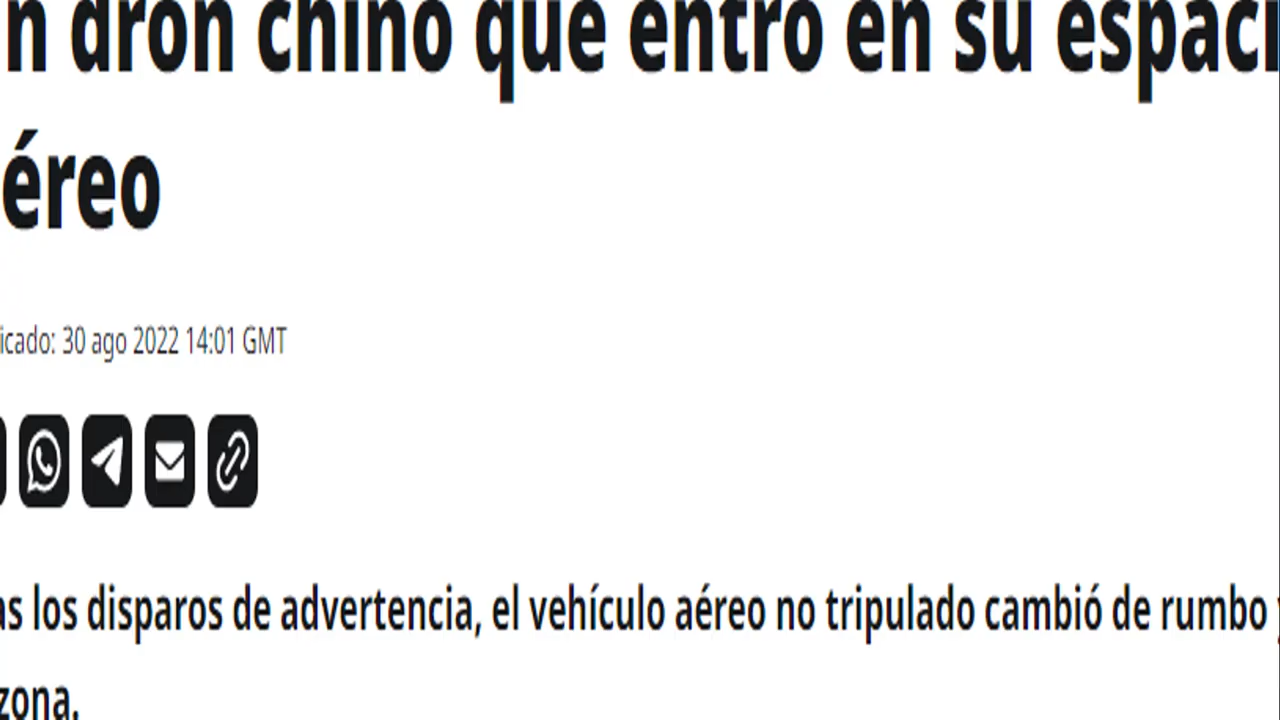 n dron chino que entró en su espaci
éreo
icado: 30 ago 2022 14:01 GMT
as los disparos de advertencia, el vehículo aéreo no tripulado cambió de rumbo y
zona.